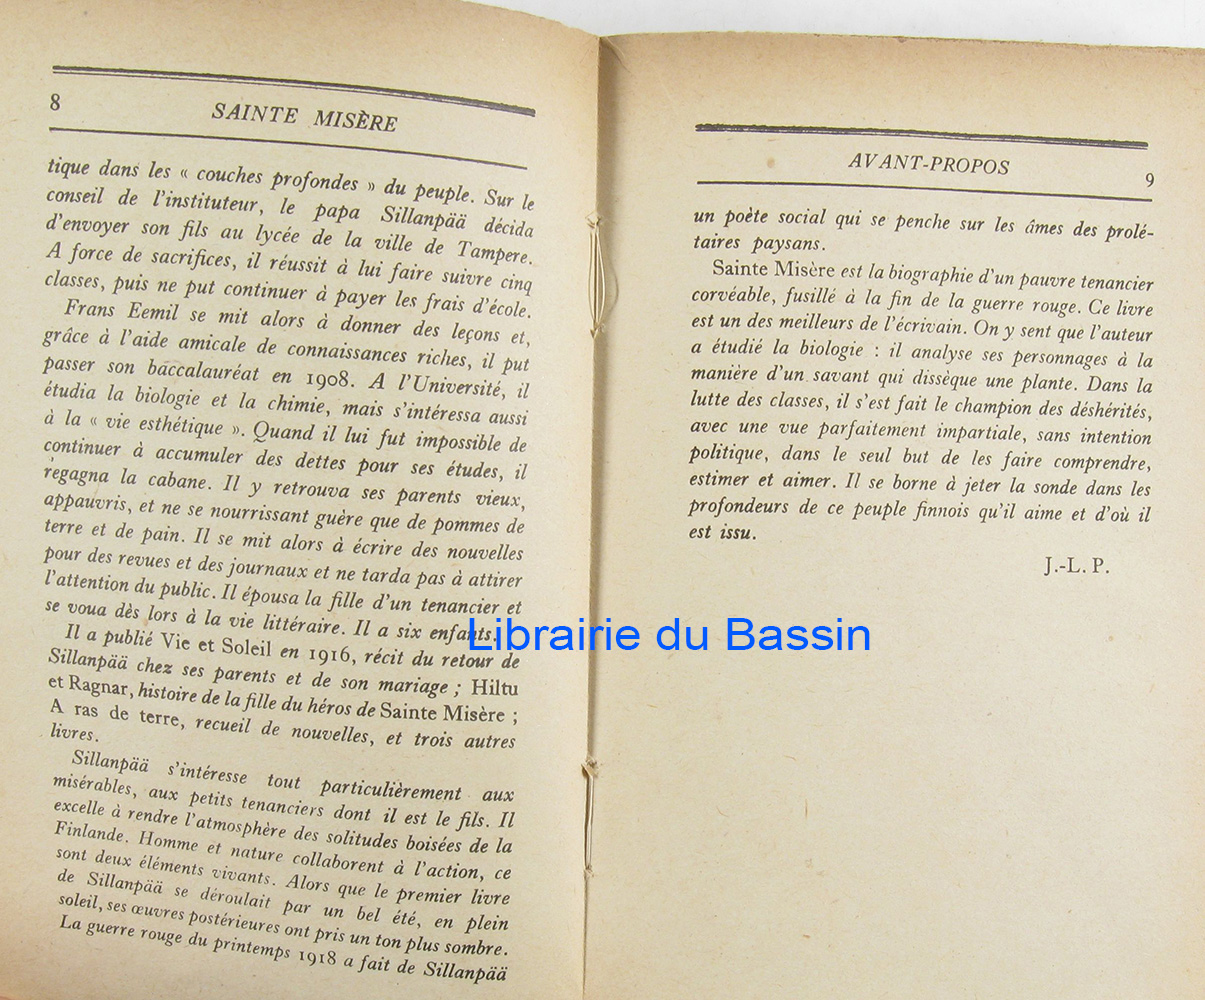 8
SAINTE MISÈRE
tique dans les « couches profondes » du peuple. Sur le
conseil de l'instituteur, le papa Sillanpää décida
d'envoyer son fils au lycée de la ville de Tampere.
A force de sacrifices, il réussit à lui faire suivre cinq
classes, puis ne put continuer à payer les frais d'école.
Frans Eemil se mit alors à donner des leçons et,
grâce à l'aide amicale de connaissances riches, il put
passer son baccalauréat en 1908. A l'Université, il
étudia la biologie et la chimie, mais s'intéressa aussi
à la « vie esthétique ». Quand il lui fut impossible de
continuer à accumuler des dettes pour ses études, il
regagna la cabane. Il y retrouva ses parents vieux,
appauvris, et ne se nourrissant guère que de pommes de
terre et de pain. Il se mit alors à écrire des nouvelles
pour des revues et des journaux et ne tarda pas à attirer
l'attention du public. Il épousa la fille d'un tenancier et
se voua dès lors à la vie littéraire. Il a six enfants.
Il a publié Vie et Soleil en 1916, récit du retour de
Sillanpää chez ses parents et de son mariage ; Hiltu
et Ragnar, histoire de la fille du héros de Sainte Misère ;
A ras de terre, recueil de nouvelles, et trois autres
livres.
Sillanpää s'intéresse tout particulièrement aux
misérables, aux petits tenanciers dont il est le fils. Il
excelle à rendre l'atmosphère des solitudes boisées de la
Finlande. Homme et nature collaborent à l'action, ce
sont deux éléments vivants. Alors que le premier livre
de Sillanpää se déroulait par un bel été, en plein
soleil, ses œuvres postérieures ont pris un ton plus sombre.
La guerre rouge du printemps 1918 a fait de Sillanpää
AVANT-PROPOS
9
un poète social qui se penche sur les âmes des prolé-
taires paysans.
Sainte Misère est la biographie d'un pauvre tenancier
corvéable, fusillé à la fin de la guerre rouge. Ce livre
est un des meilleurs de l'écrivain. On y sent que l'auteur
a étudié la biologie : il analyse ses personnages à la
manière d'un savant qui dissèque une plante. Dans la
lutte des classes, il s'est fait le champion des déshérités,
avec une vue parfaitement impartiale, sans intention
politique, dans le seul but de les faire comprendre,
estimer et aimer. Il se borne à jeter la sonde dans les
profondeurs de ce peuple finnois qu'il aime et d'où il
est issu.
J.-L. P.
Librairie du Bassin